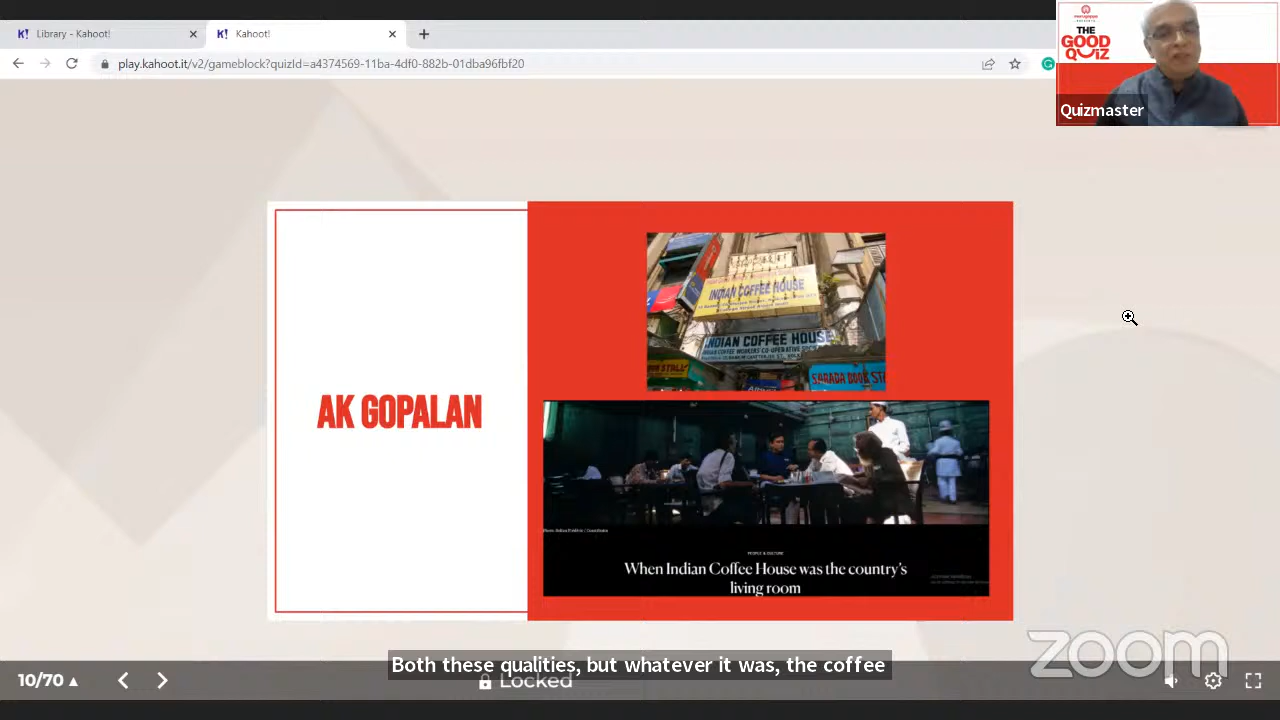 Library - Kahoot!
Kahoot!
play.kahoot.it/v2/gameblock?quizId=a4374569-11ba-4df0-882b-01dba96fbf20
THE
GOOD
QUIZ
Quizmaster
AK GOPALAN
INDIAN COFFEE HOUSE
INDIAN COFFEE HOUSE
PEOPLE & CULTURE
When Indian Coffee House was the country's
living room
Both these qualities, but whatever it was, the coffee
10/70
Locked
zoom